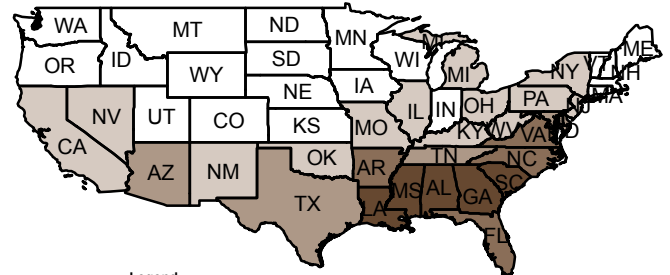 WA MT ND MN ME
OR ID SD WI MI VT NH
WY MI NY MA
NE IA PA
NV UT CO IL IN OH
CA KS MO KY WV VA
AZ NM OK AR TN NC
TX MS AL GA SC
LA FL